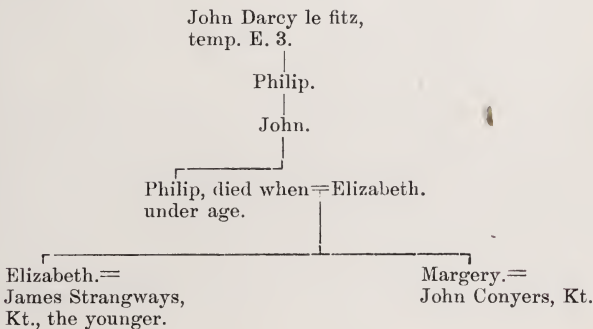 John Darcy le fitz,
temp. E. 3.
Philip.
John.
Philip, died when=Elizabeth.
under age.
Elizabeth.=
James Strangways,
Kt., the younger.
Margery.=
John Conyers, Kt.